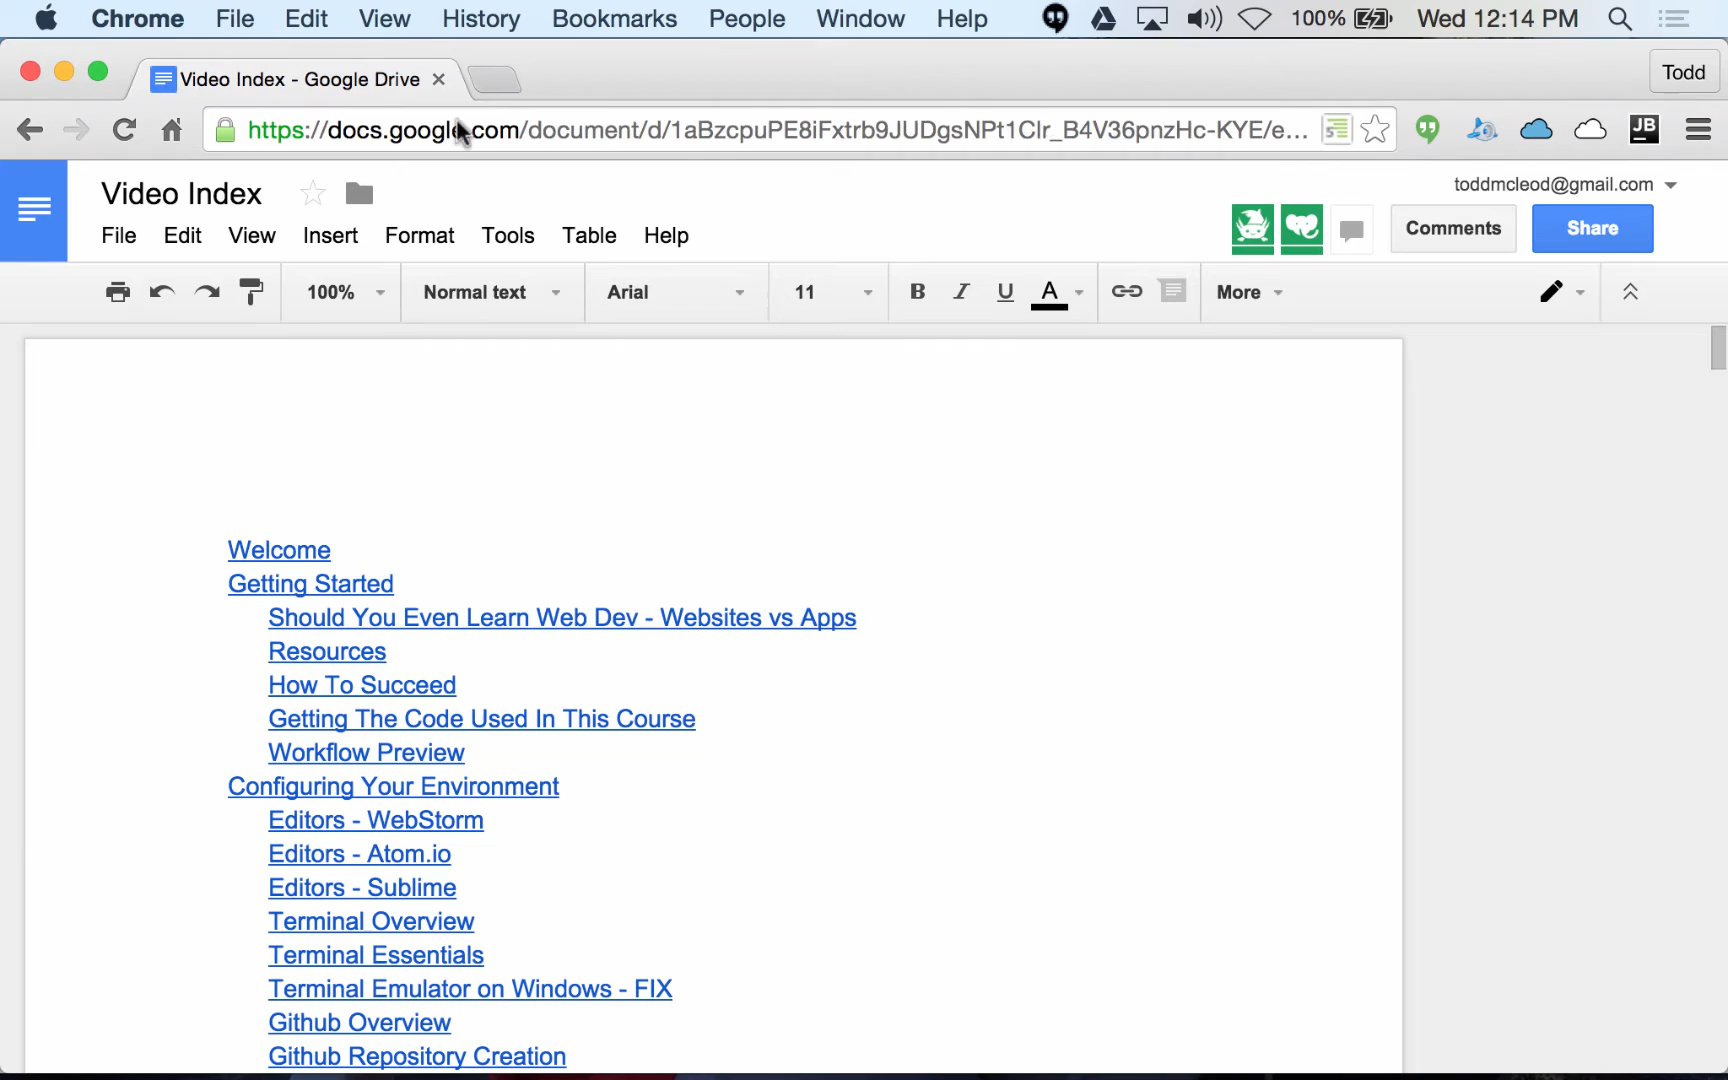 Chrome File Edit View History Bookmarks People Window Help 100% Wed 12:14 PM
Video Index - Google Drive Todd
https://docs.google.com/document/d/1aBzcpuPE8iFxtrb9JUDgsNPt1Clr_B4V36pnzHc-KYE/e... JB
Video Index toddmcleod@gmail.com
File Edit View Insert Format Tools Table Help Comments Share
100% Normal text Arial 11 B I U A More
Welcome
Getting Started
Should You Even Learn Web Dev - Websites vs Apps
Resources
How To Succeed
Getting The Code Used In This Course
Workflow Preview
Configuring Your Environment
Editors - WebStorm
Editors - Atom.io
Editors - Sublime
Terminal Overview
Terminal Essentials
Terminal Emulator on Windows - FIX
Github Overview
Github Repository Creation